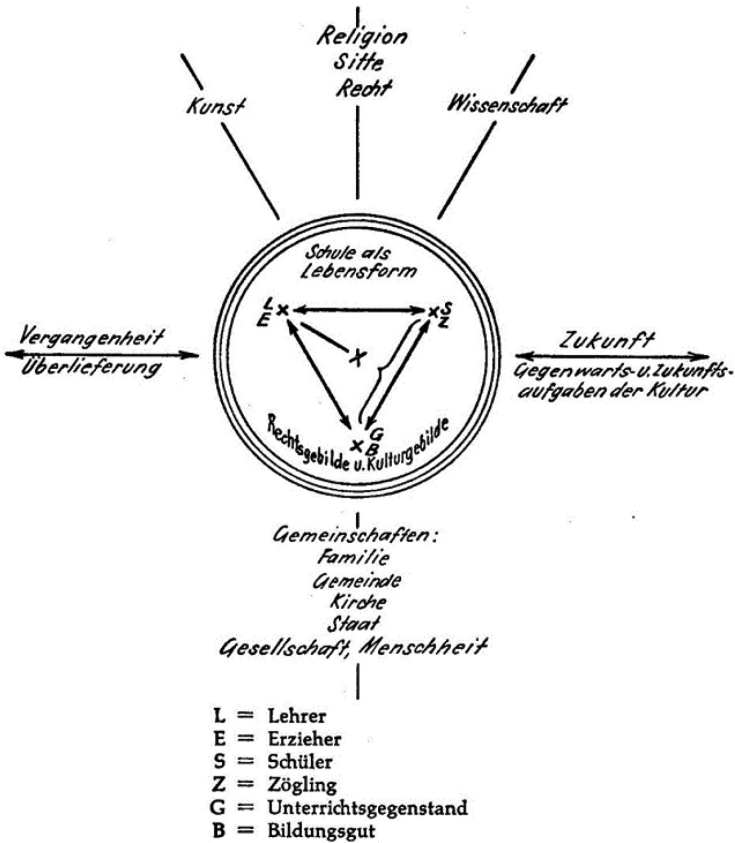 Religion
Sitte
Recht
Kunst
Wissenschaft
Schule als
Lebensform
L
E
S
Z
X
G
B
Rechtsgebilde u. Kulturgebilde
Vergangenheit
Überlieferung
Zukunft
Gegenwarts- u. Zukunfts-
aufgaben der Kultur
Gemeinschaften:
Familie
Gemeinde
Kirche
Staat
Gesellschaft, Menschheit
L = Lehrer
E = Erzieher
S = Schüler
Z = Zögling
G = Unterrichtsgegenstand
B = Bildungsgut